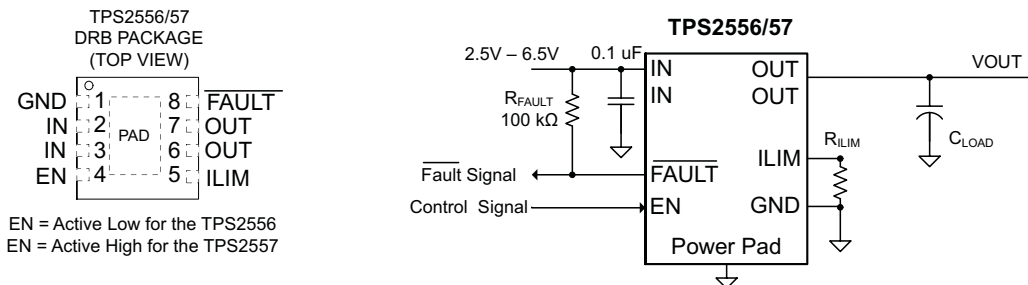 TPS2556/57
DRB PACKAGE
(TOP VIEW)
GND 1 8 FAULT
IN 2 PAD 7 OUT
IN 3 6 OUT
EN 4 5 ILIM
EN = Active Low for the TPS2556
EN = Active High for the TPS2557
TPS2556/57
2.5V – 6.5V 0.1 uF IN OUT VOUT
IN OUT
RFAULT
100 kΩ
RILIM CLOAD
ILIM
Fault Signal FAULT
Control Signal EN GND
Power Pad